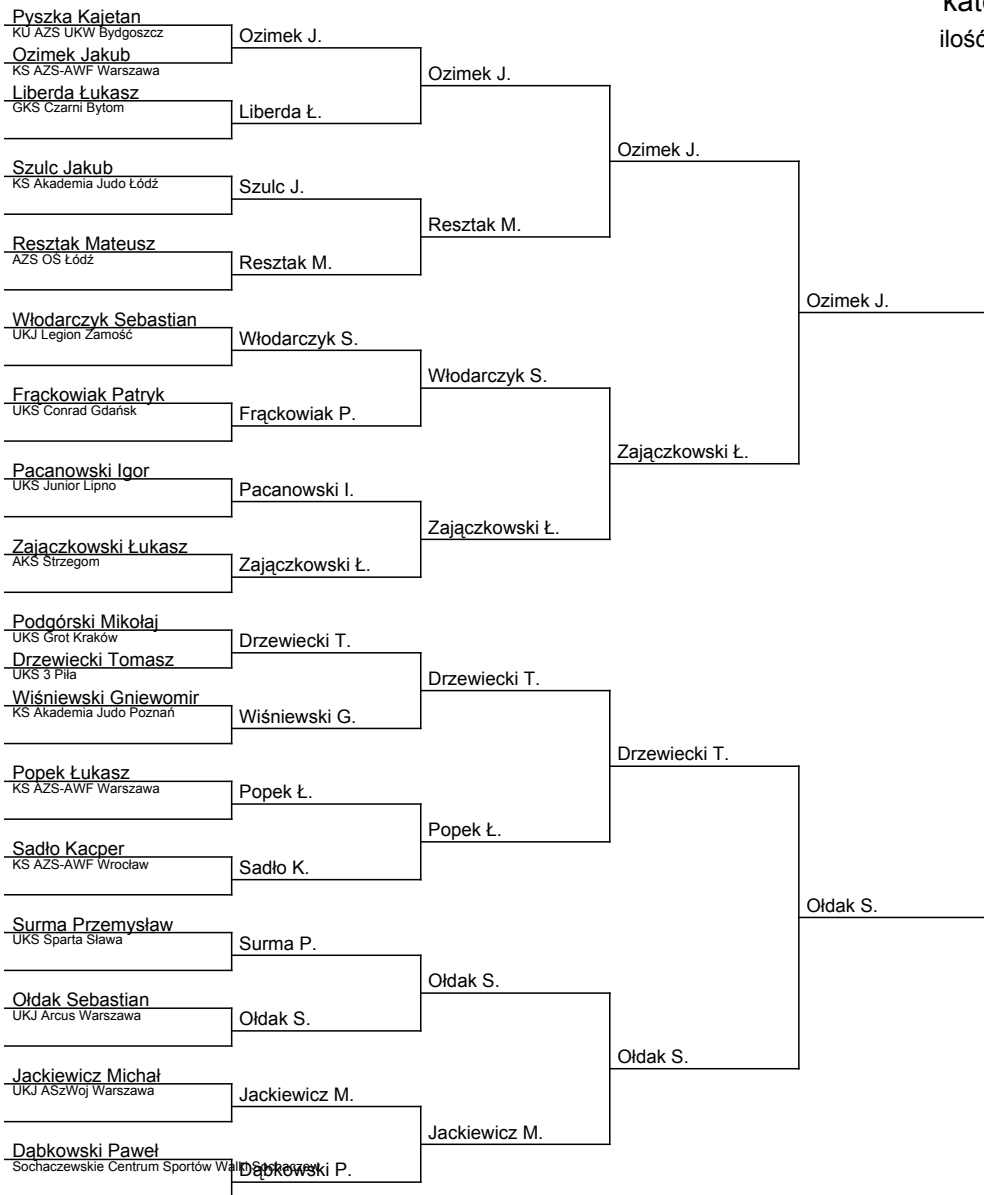 kate
ilość
Pyszka Kajetan
KU AZS UKW Bydgoszcz
Ozimek Jakub
KS AZS-AWF Warszawa
Liberda Łukasz
GKS Czarni Bytom
Szulc Jakub
KS Akademia Judo Łódź
Resztak Mateusz
AZS OŚ Łódź
Włodarczyk Sebastian
UKJ Legion Zamość
Frąckowiak Patryk
UKS Conrad Gdańsk
Pacanowski Igor
UKS Junior Lipno
Zajączkowski Łukasz
AKS Strzegom
Podgórski Mikołaj
UKS Grot Kraków
Drzewiecki Tomasz
UKS 3 Piła
Wiśniewski Gniewomir
KS Akademia Judo Poznań
Popek Łukasz
KS AZS-AWF Warszawa
Sadło Kacper
KS AZS-AWF Wrocław
Surma Przemysław
UKS Sparta Sława
Ołdak Sebastian
UKJ Arcus Warszawa
Jackiewicz Michał
UKJ ASzWoj Warszawa
Dąbkowski Paweł
Sochaczewskie Centrum Sportów Walki Sochaczew
Ozimek J.
Liberda Ł.
Szulc J.
Resztak M.
Włodarczyk S.
Frąckowiak P.
Pacanowski I.
Zajączkowski Ł.
Drzewiecki T.
Wiśniewski G.
Popek Ł.
Sadło K.
Surma P.
Ołdak S.
Jackiewicz M.
Dąbkowski P.
Ozimek J.
Resztak M.
Włodarczyk S.
Zajączkowski Ł.
Drzewiecki T.
Popek Ł.
Ołdak S.
Jackiewicz M.
Ozimek J.
Zajączkowski Ł.
Drzewiecki T.
Ołdak S.
Ozimek J.
Ołdak S.